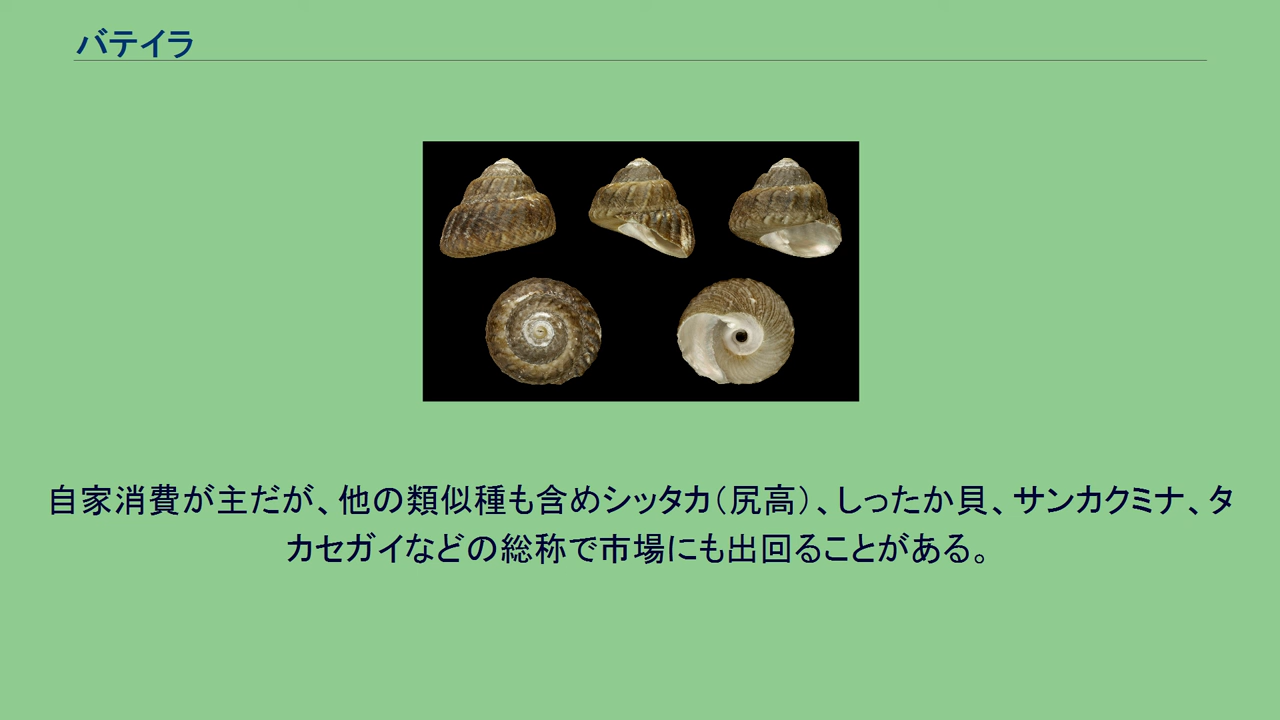 バテイラ
自家消費が主だが、他の類似種も含めシッタカ（尻高）、しったか貝、サンカクミナ、タ
カセガイなどの総称で市場にも出回ることがある。